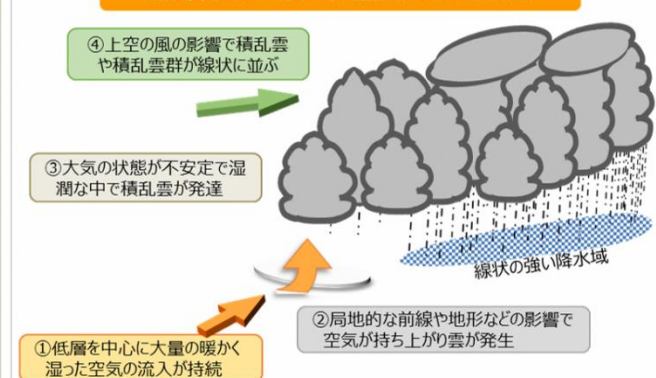 ④上空の風の影響で積乱雲
や積乱雲群が線状に並ぶ
③大気の状態が不安定で湿
潤な中で積乱雲が発達
線状の強い降水域
②局地的な前線や地形などの影響で
空気が持ち上がり雲が発生
①低層を中心に大量の暖かく
湿った空気の流入が持続